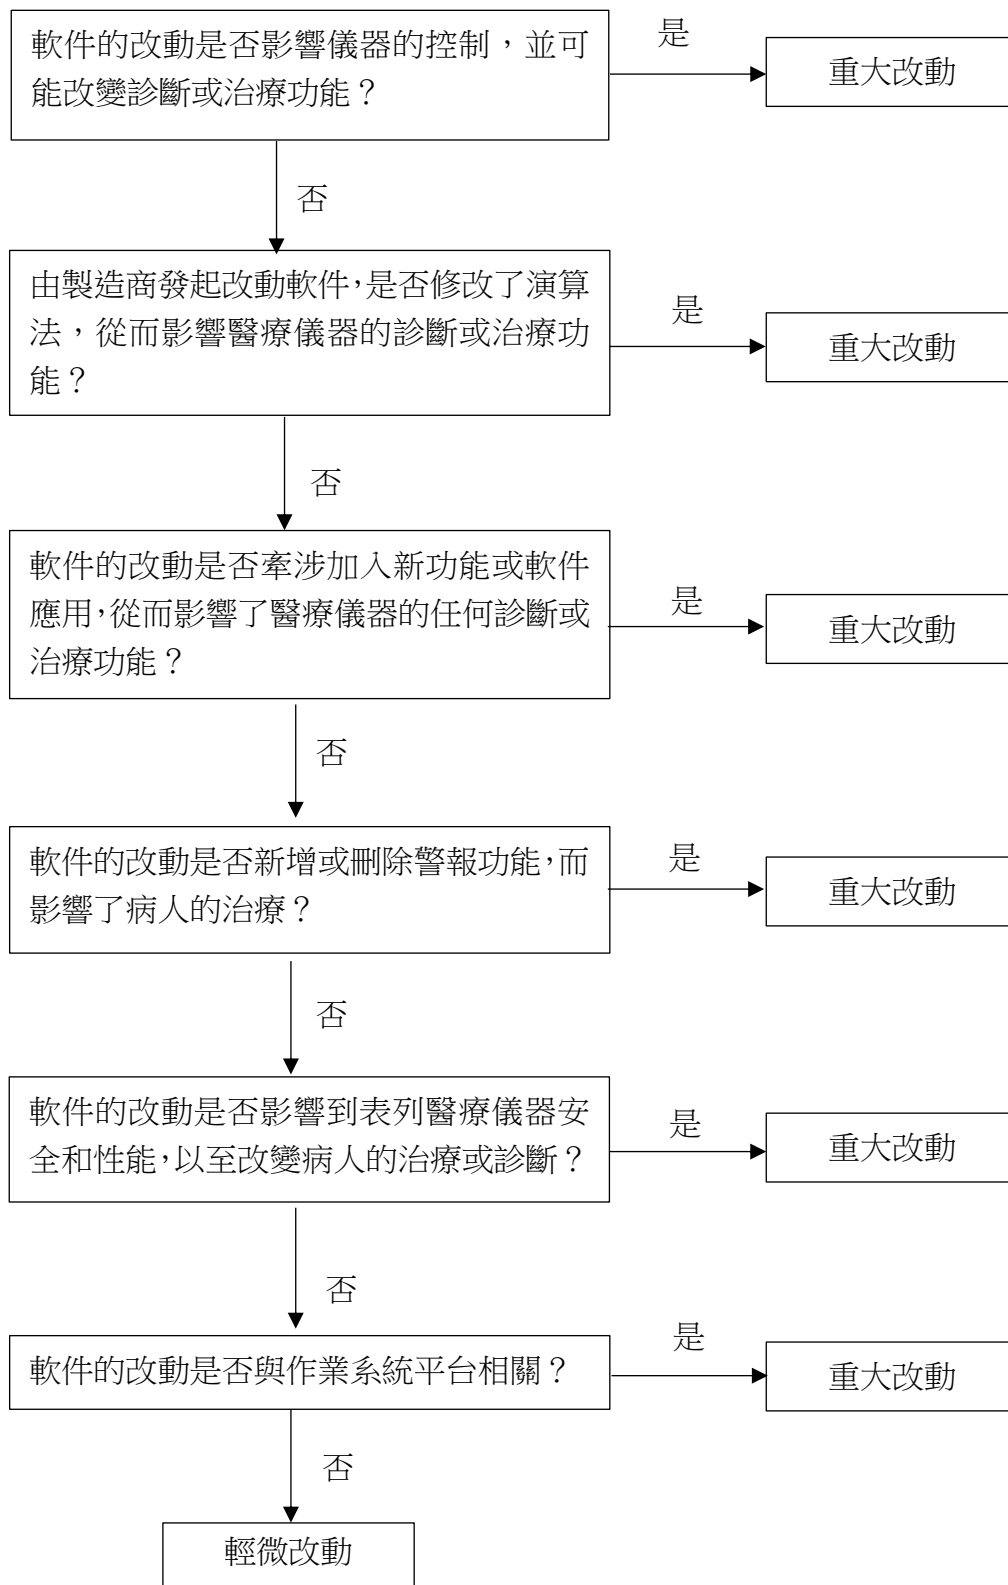 軟件的改動是否影響儀器的控制，並可
能改變診斷或治療功能？
是
重大改動
否
由製造商發起改動軟件，是否修改了演算
法，從而影響醫療儀器的診斷或治療功
能？
是
重大改動
否
軟件的改動是否牽涉加入新功能或軟件
應用，從而影響了醫療儀器的任何診斷或
治療功能？
是
重大改動
否
軟件的改動是否新增或刪除警報功能，而
影響了病人的治療？
是
重大改動
否
軟件的改動是否影響到表列醫療儀器安
全和性能，以至改變病人的治療或診斷？
是
重大改動
否
軟件的改動是否與作業系統平台相關？
是
重大改動
否
輕微改動